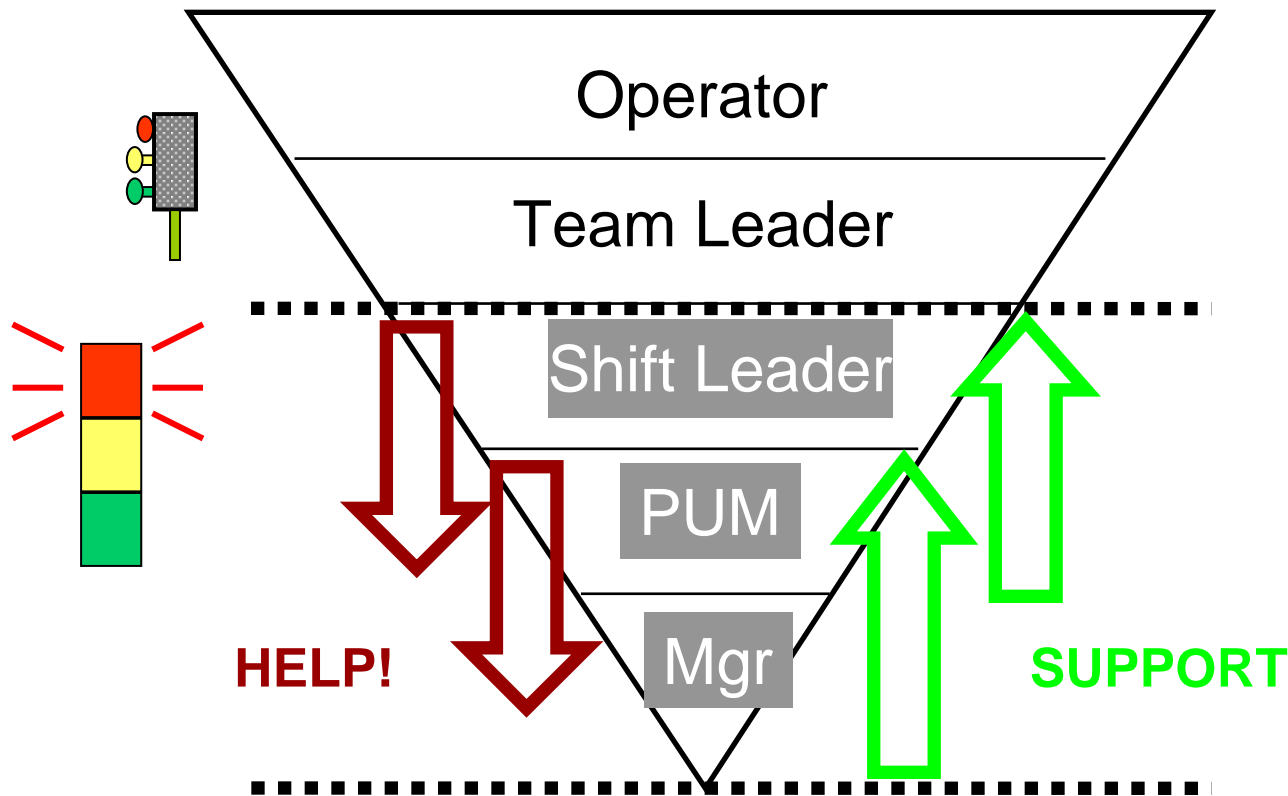 Operator
Team Leader
Shift Leader
PUM
Mgr
HELP!
SUPPORT